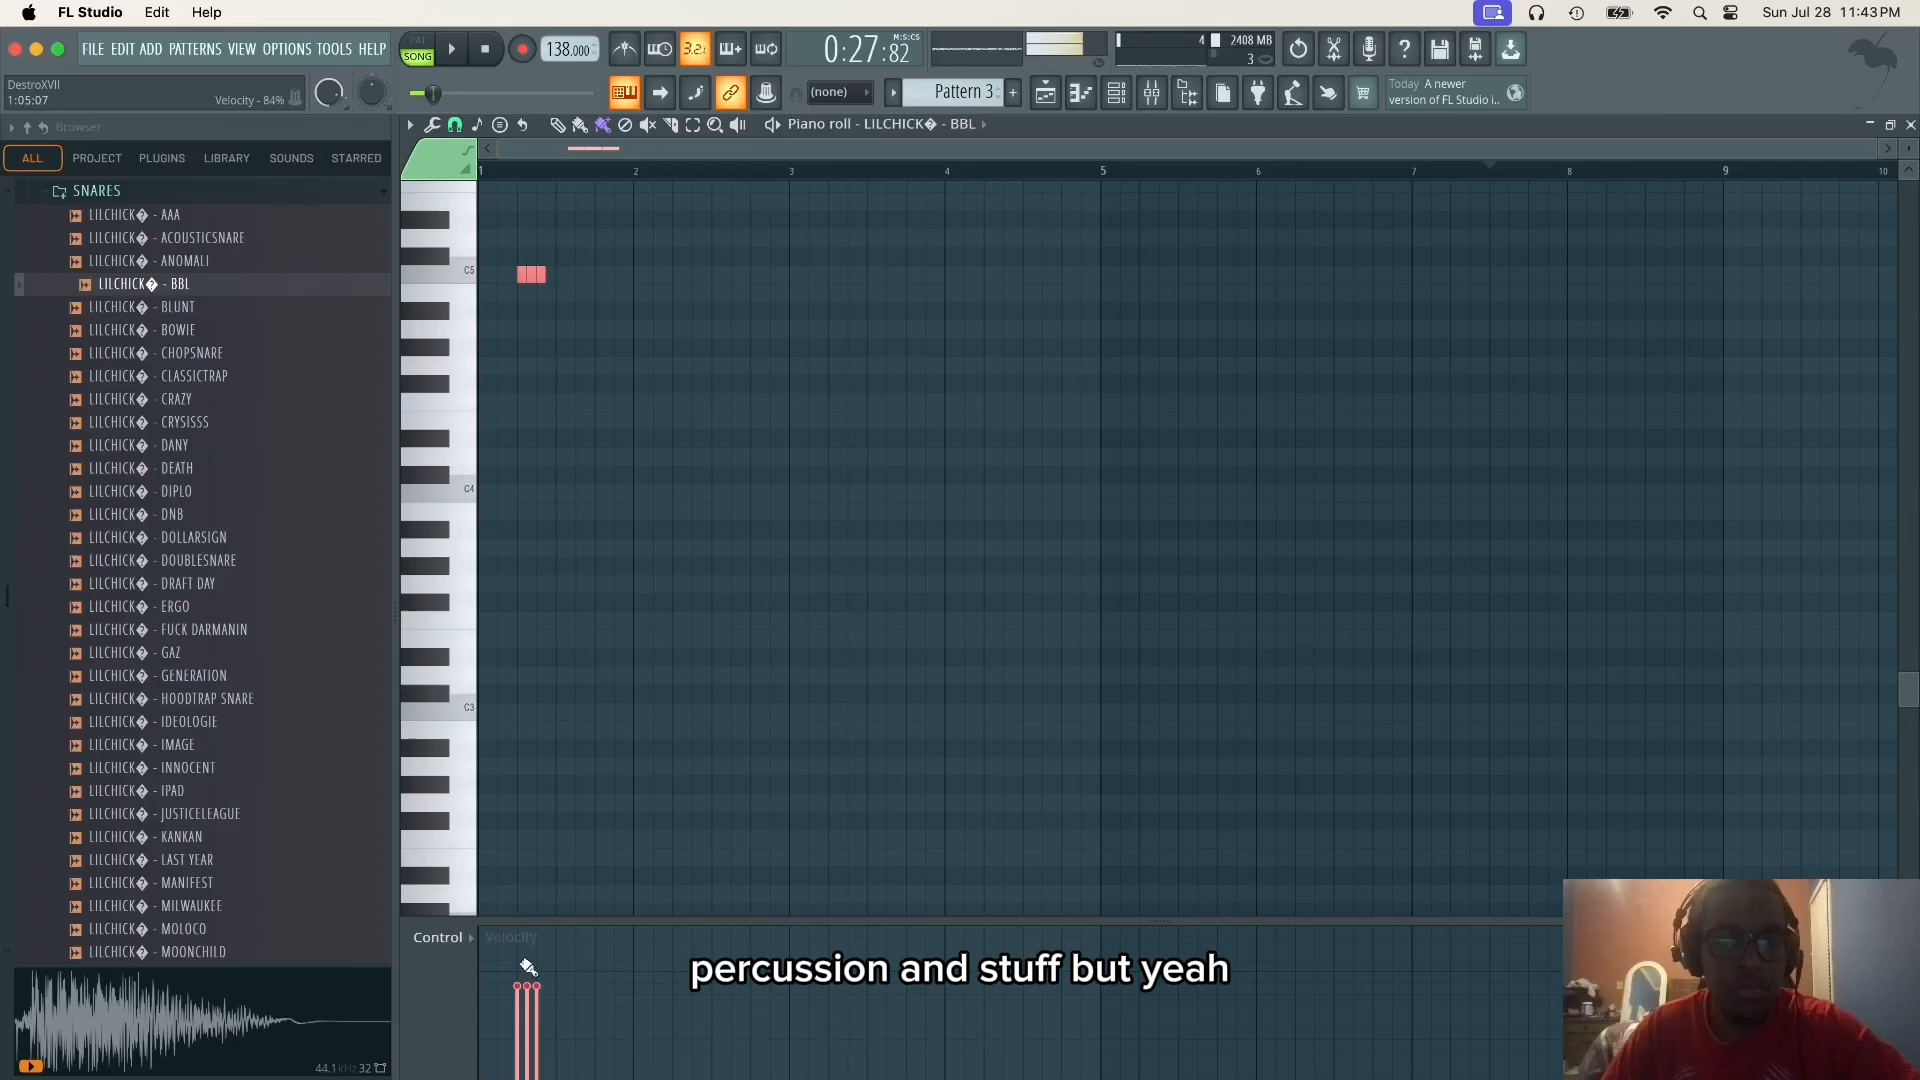 FL Studio Edit Help
Sun Jul 28 11:43 PM
FILE EDIT ADD PATTERNS VIEW OPTIONS TOOLS HELP
PAT
SONG
138.000
3.2.
0:27:82
M:S:CS
4
2408 MB
3
DestroXVII
1:05:07
Velocity - 84%
(none)
Pattern 3
Today A newer
version of FL Studio i..
Browser
Piano roll - LILCHICK� - BBL
ALL PROJECT PLUGINS LIBRARY SOUNDS STARRED
1 2 3 4 5 6 7 8 9 10
SNARES
LILCHICK� - AAA
LILCHICK� - ACOUSTICSNARE
LILCHICK� - ANOMALI
LILCHICK� - BBL
LILCHICK� - BLUNT
LILCHICK� - BOWIE
LILCHICK� - CHOPSNARE
LILCHICK� - CLASSICTRAP
LILCHICK� - CRAZY
LILCHICK� - CRYSISSS
LILCHICK� - DANY
LILCHICK� - DEATH
LILCHICK� - DIPLO
LILCHICK� - DNB
LILCHICK� - DOLLARSIGN
LILCHICK� - DOUBLESNARE
LILCHICK� - DRAFT DAY
LILCHICK� - ERGO
LILCHICK� - FUCK DARMANIN
LILCHICK� - GAZ
LILCHICK� - GENERATION
LILCHICK� - HOODTRAP SNARE
LILCHICK� - IDEOLOGIE
LILCHICK� - IMAGE
LILCHICK� - INNOCENT
LILCHICK� - IPAD
LILCHICK� - JUSTICELEAGUE
LILCHICK� - KANKAN
LILCHICK� - LAST YEAR
LILCHICK� - MANIFEST
LILCHICK� - MILWAUKEE
LILCHICK� - MOLOCO
LILCHICK� - MOONCHILD
C5
C4
C3
Control
Velocity
percussion and stuff but yeah
44.1 kHz 32